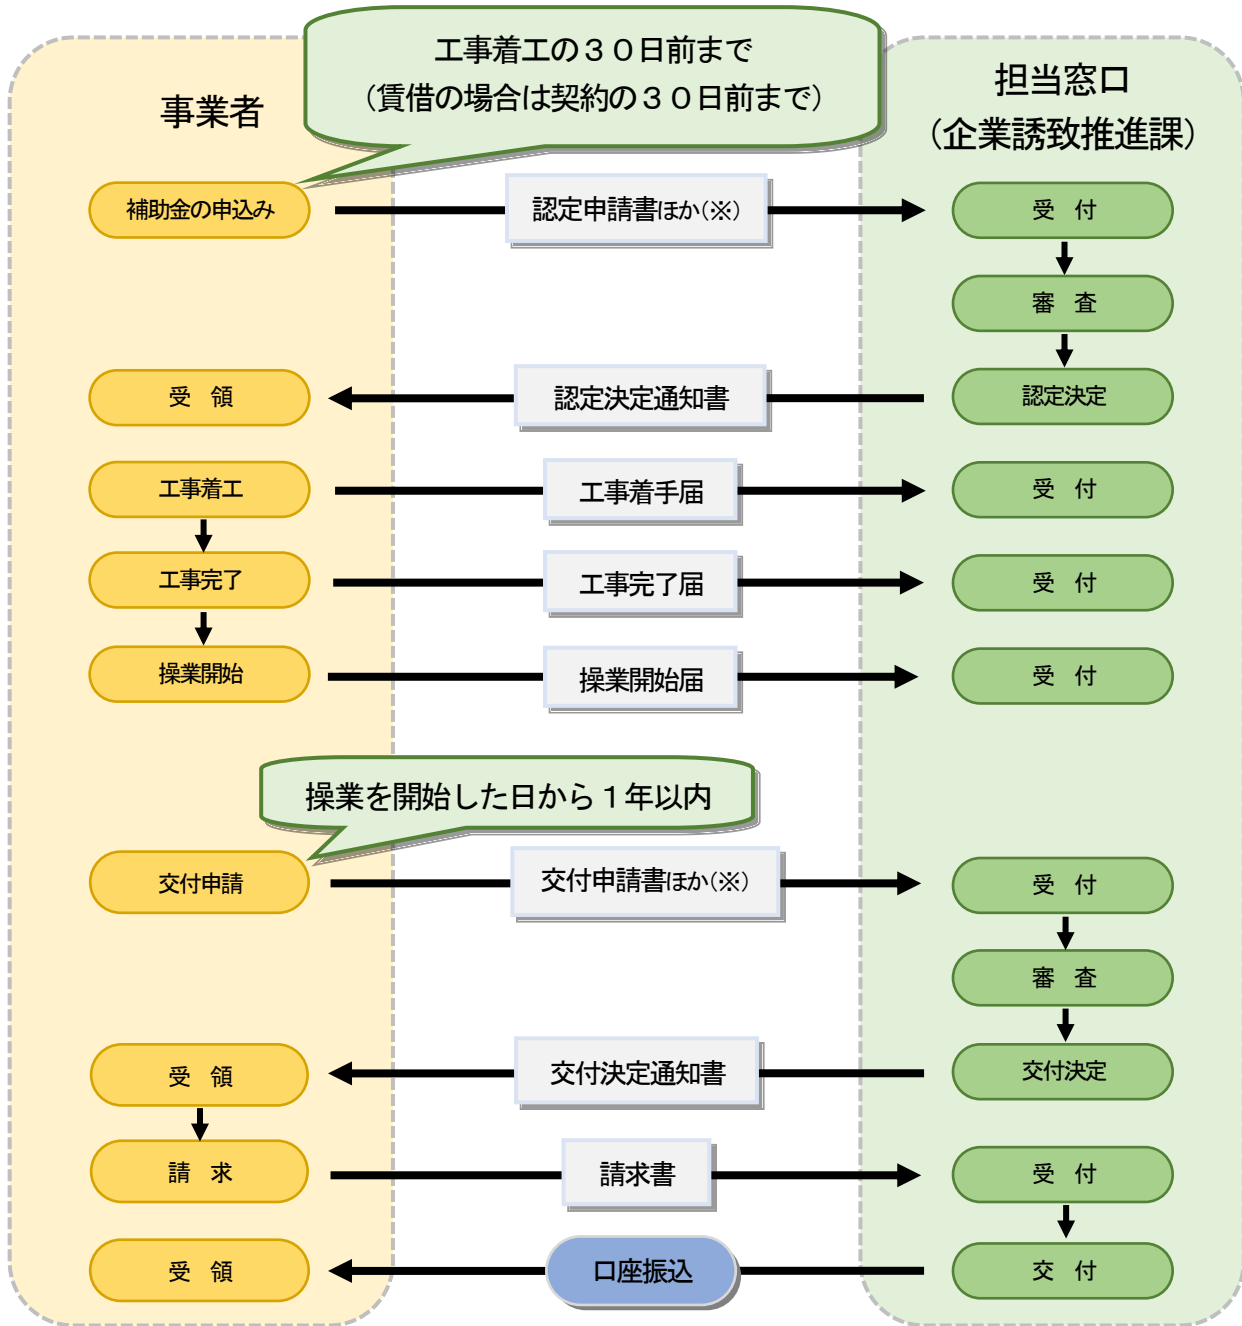 工事着工の３０日前まで
（賃借の場合は契約の３０日前まで）
事業者
担当窓口
（企業誘致推進課）
補助金の申込み
認定申請書ほか（※）
受　付
審　査
受　領
認定決定通知書
認定決定
工事着工
工事着手届
受　付
工事完了
工事完了届
受　付
操業開始
操業開始届
受　付
操業を開始した日から１年以内
交付申請
交付申請書ほか（※）
受　付
審　査
受　領
交付決定通知書
交付決定
請　求
請求書
受　付
受　領
口座振込
交　付